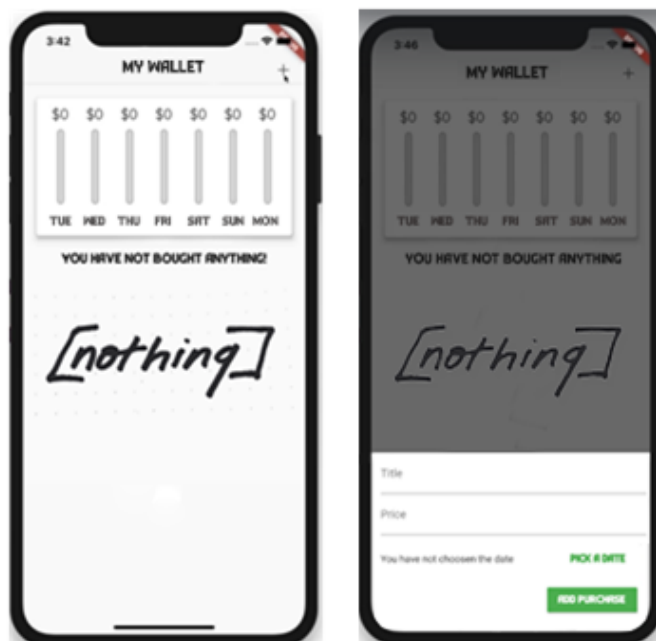 3:42
MY WALLET
+
$0 $0 $0 $0 $0 $0 $0
TUE WED THU FRI SAT SUN MON
YOU HAVE NOT BOUGHT ANYTHING!
[nothing]
3:46
MY WALLET
+
$0 $0 $0 $0 $0 $0 $0
TUE WED THU FRI SAT SUN MON
YOU HAVE NOT BOUGHT ANYTHING
[nothing]
Title
Price
You have not choosen the date
PICK A DATE
ADD PURCHASE